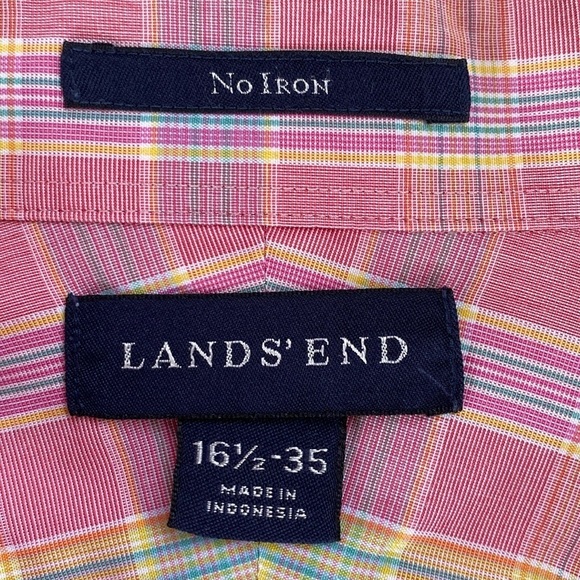 No Iron
LANDS' END
16½-35
MADE IN
INDONESIA